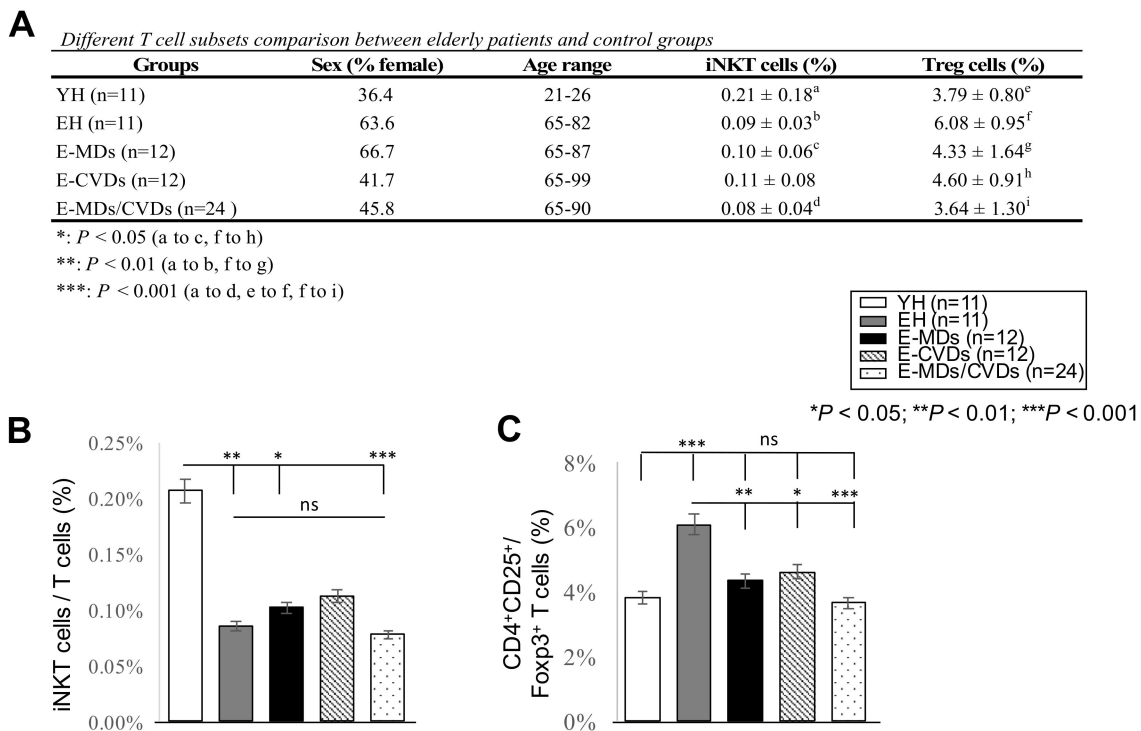 A
Different T cell subsets comparison between elderly patients and control groups
Groups Sex (% female) Age range iNKT cells (%) Treg cells (%)
YH (n=11) 36.4 21-26 0.21 ± 0.18a 3.79 ± 0.80e
EH (n=11) 63.6 65-82 0.09 ± 0.03b 6.08 ± 0.95f
E-MDs (n=12) 66.7 65-87 0.10 ± 0.06c 4.33 ± 1.64g
E-CVDs (n=12) 41.7 65-99 0.11 ± 0.08 4.60 ± 0.91h
E-MDs/CVDs (n=24 ) 45.8 65-90 0.08 ± 0.04d 3.64 ± 1.30i
*: P < 0.05 (a to c, f to h)
**: P < 0.01 (a to b, f to g)
***: P < 0.001 (a to d, e to f, f to i)
YH (n=11)
EH (n=11)
E-MDs (n=12)
E-CVDs (n=12)
E-MDs/CVDs (n=24)
*P < 0.05; **P < 0.01; ***P < 0.001
B
iNKT cells / T cells (%)
0.25%
0.20%
0.15%
0.10%
0.05%
0.00%
** * ***
ns
C
CD4+CD25+/
Foxp3+ T cells (%)
8%
6%
4%
2%
0%
*** ns
** * ***